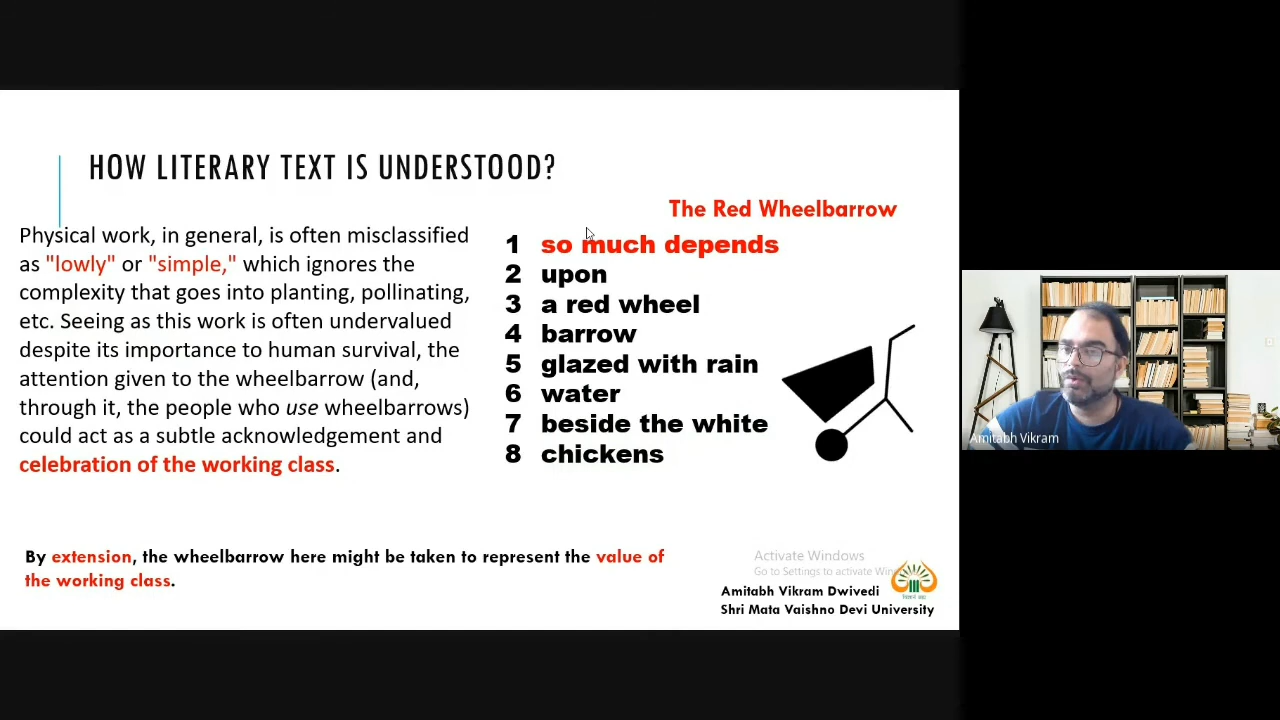 HOW LITERARY TEXT IS UNDERSTOOD?
Physical work, in general, is often misclassified
as "lowly" or "simple," which ignores the
complexity that goes into planting, pollinating,
etc. Seeing as this work is often undervalued
despite its importance to human survival, the
attention given to the wheelbarrow (and,
through it, the people who use wheelbarrows)
could act as a subtle acknowledgement and
celebration of the working class.
The Red Wheelbarrow
1 so much depends
2 upon
3 a red wheel
4 barrow
5 glazed with rain
6 water
7 beside the white
8 chickens
By extension, the wheelbarrow here might be taken to represent the value of
the working class.
Activate Windows
Go to Settings to activate Win
Amitabh Vikram Dwivedi
Shri Mata Vaishno Devi University
Amitabh Vikram